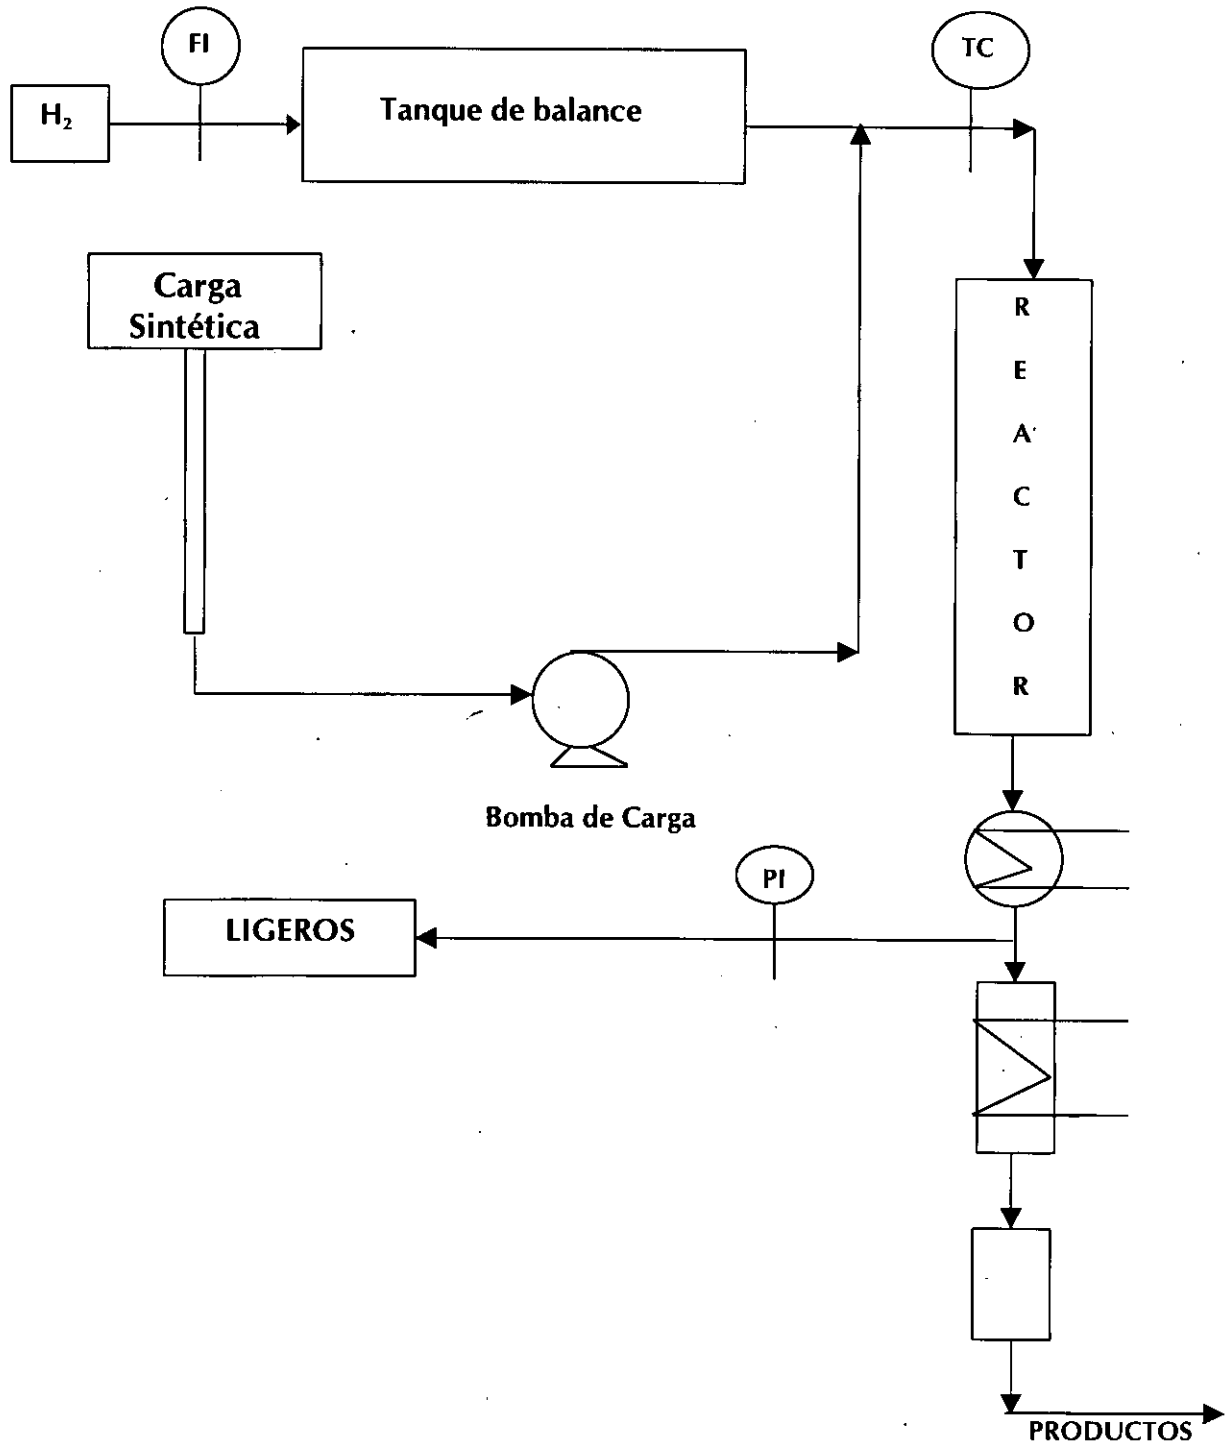 FI
TC
H₂
Tanque de balance
Carga
Sintética
R
E
A
C
T
O
R
Bomba de Carga
PI
LIGEROS
PRODUCTOS